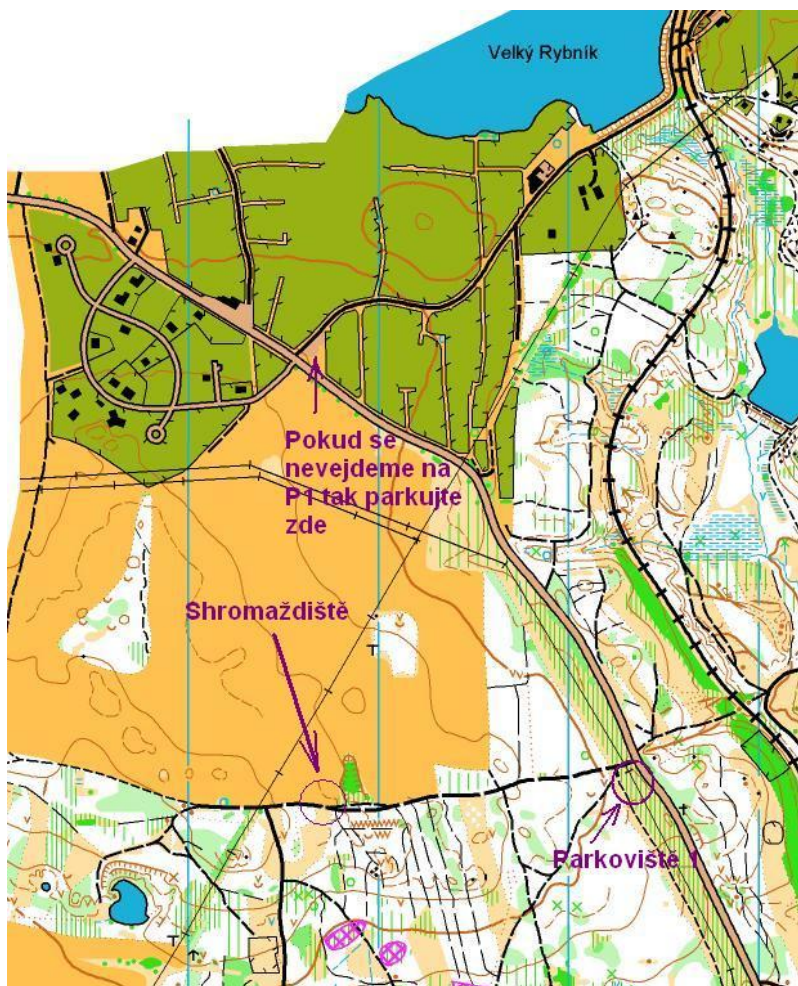 Velký Rybník
Pokud se
nevejdeme na
P1 tak parkujte
zde
Shromaždiště
Parkoviště 1